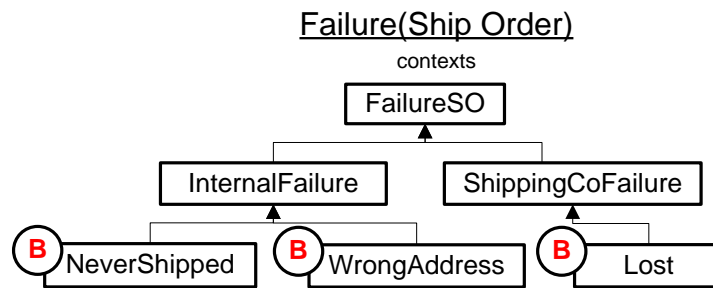 Failure(Ship Order)
contexts
FailureSO
InternalFailure ShippingCoFailure
B NeverShipped B WrongAddress B Lost